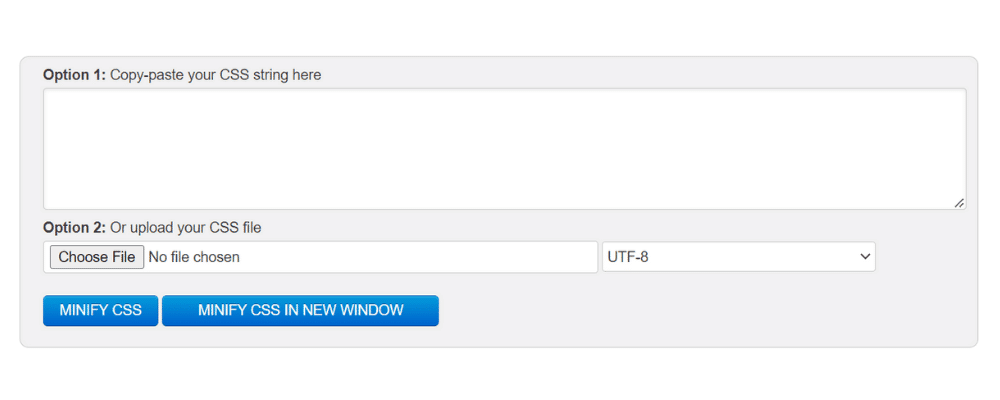 Option 1: Copy-paste your CSS string here
Option 2: Or upload your CSS file
Choose File No file chosen UTF-8
MINIFY CSS MINIFY CSS IN NEW WINDOW